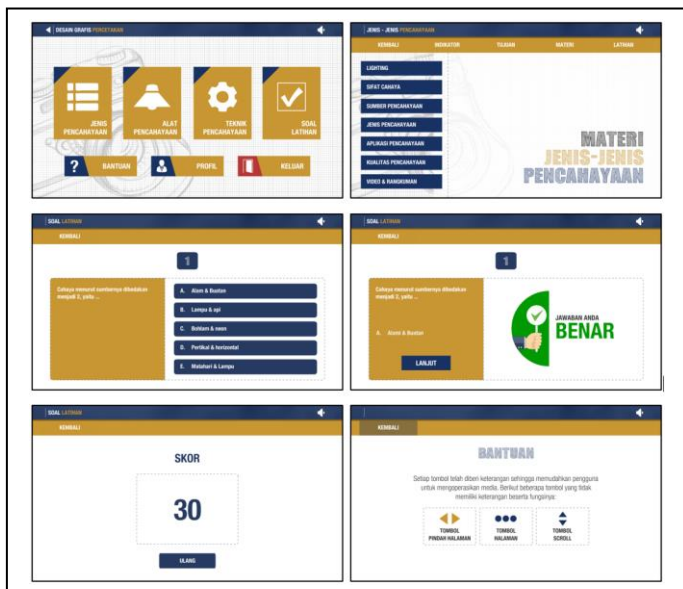 DESAIN GRAFIS PERCETAKAN
JENIS
PENCAHAYAAN
ALAT
PENCAHAYAAN
TEKNIK
PENCAHAYAAN
SOAL
LATIHAN
?
BANTUAN
PROFIL
KELUAR
JENIS - JENIS PENCAHAYAAN
KEMBALI
INDIKATOR
TUJUAN
MATERI
LATIHAN
LIGHTING
SIFAT CAHAYA
SUMBER PENCAHAYAAN
JENIS PENCAHAYAAN
APLIKASI PENCAHAYAAN
KUALITAS PENCAHAYAAN
VIDEO & RANGKUMAN
MATERI
JENIS-JENIS
PENCAHAYAAN
SOAL LATIHAN
KEMBALI
1
Cahaya menurut sumbernya dibedakan
menjadi 2, yaitu ...
A. Alam & Buatan
B. Lampu & api
C. Bohlam & neon
D. Vertikal & horizontal
E. Matahari & Lampu
SOAL LATIHAN
KEMBALI
1
Cahaya menurut sumbernya dibedakan
menjadi 2, yaitu ...
A. Alam & Buatan
LANJUT
JAWABAN ANDA
BENAR
SOAL LATIHAN
KEMBALI
SKOR
30
ULANG
KEMBALI
BANTUAN
Setiap tombol telah diberi keterangan sehingga memudahkan pengguna
untuk mengoperasikan media. Berikut beberapa tombol yang tidak
memiliki keterangan beserta fungsinya:
TOMBOL
PINDAH HALAMAN
TOMBOL
HALAMAN
TOMBOL
SCROLL